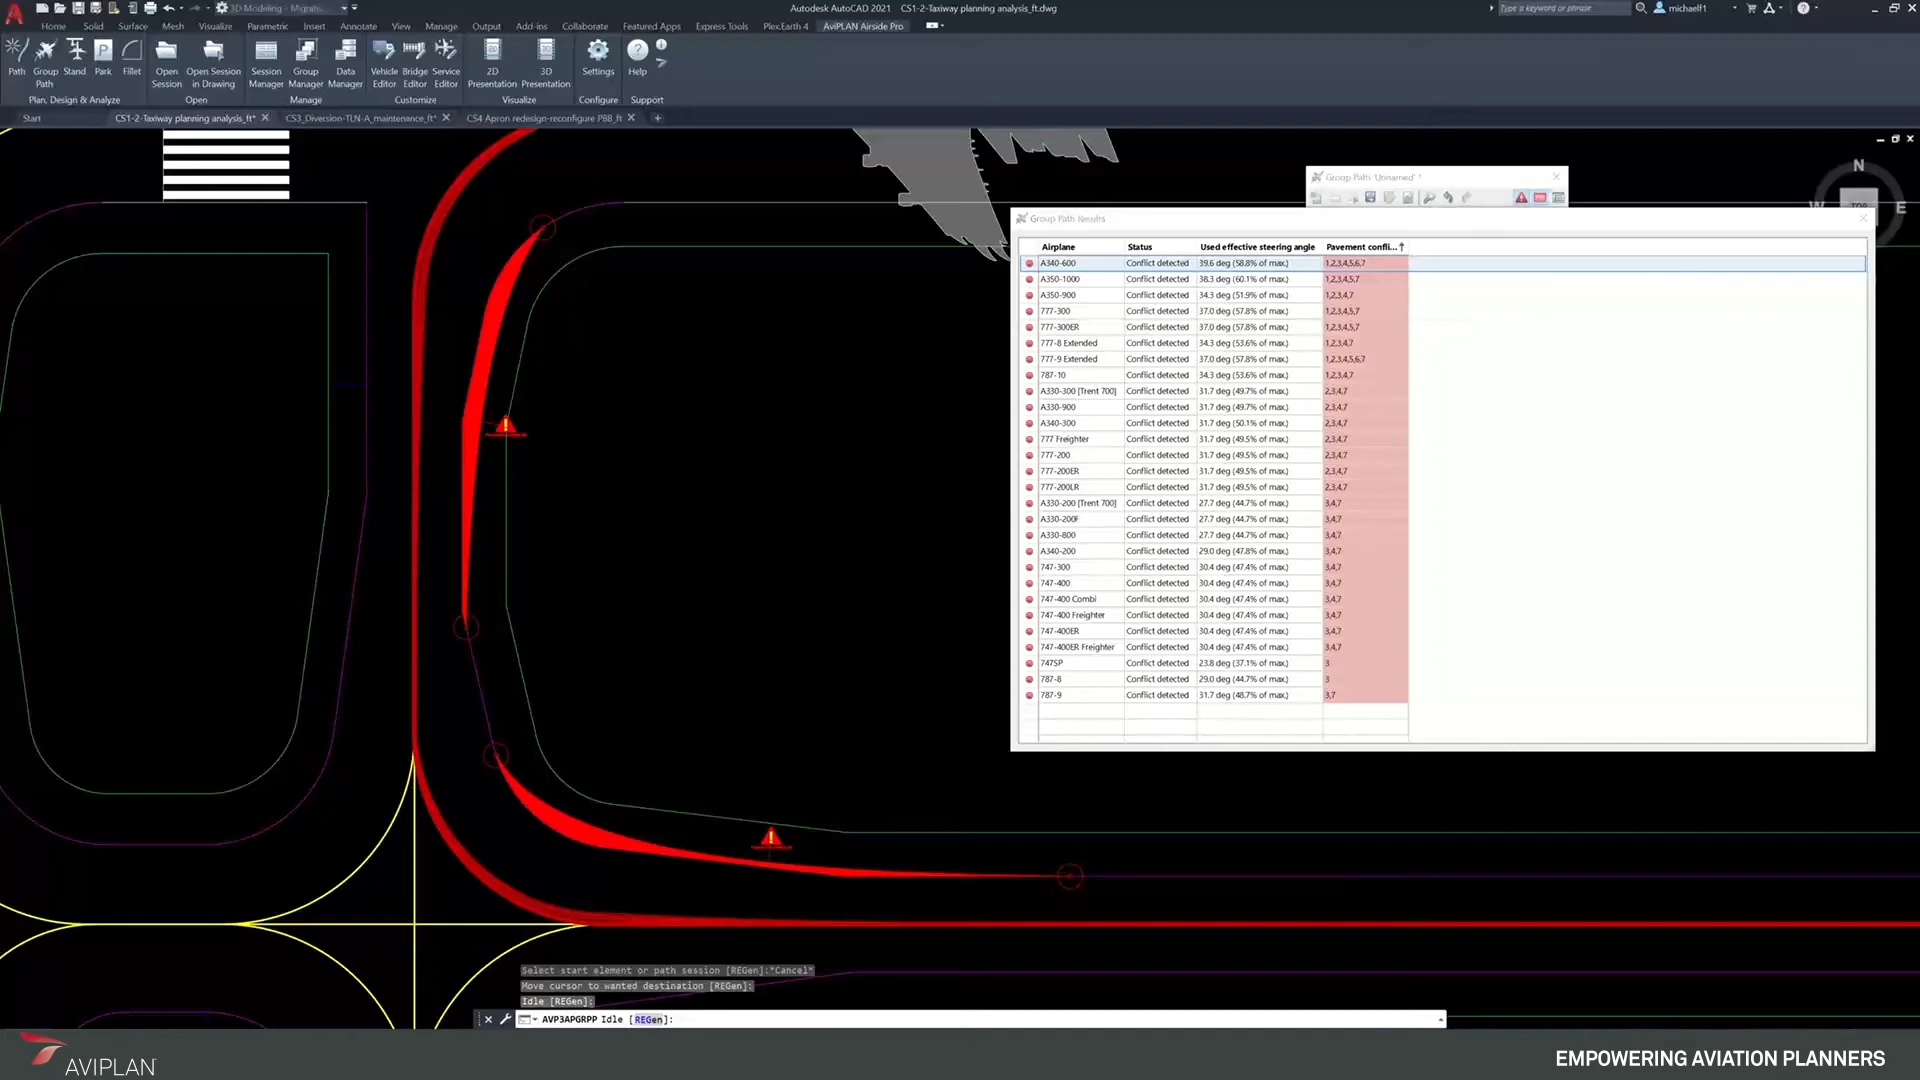 3D Modeling - Migrate
Autodesk AutoCAD 2021 CS1-2-Taxiway planning analysis_ft.dwg
Type a keyword or phrase
michaelf1
Home Solid Surface Mesh Visualize Parametric Insert Annotate View Manage Output Add-ins Collaborate Featured Apps Express Tools Plex.Earth 4 AviPLAN Airside Pro
Path Group Path Stand Park Fillet Open Session Open Session in Drawing Session Manager Group Manager Data Manager Vehicle Editor Bridge Editor Service Editor 2D Presentation 3D Presentation Settings Help
Plan, Design & Analyze Open Manage Customize Visualize Configure Support
Start CS1-2-Taxiway planning analysis_ft* CS3_Diversion-TLN-A_maintenance_ft* CS4 Apron redesign-reconfigure PBB_ft
N
W
TOP
E
Group Path 'Unnamed' *
Group Path Results
Airplane Status Used effective steering angle Pavement confli...
A340-600 Conflict detected 39.6 deg (58.8% of max.) 1,2,3,4,5,6,7
A350-1000 Conflict detected 38.3 deg (60.1% of max.) 1,2,3,4,5,7
A350-900 Conflict detected 34.3 deg (51.9% of max.) 1,2,3,4,7
777-300 Conflict detected 37.0 deg (57.8% of max.) 1,2,3,4,5,7
777-300ER Conflict detected 37.0 deg (57.8% of max.) 1,2,3,4,5,7
777-8 Extended Conflict detected 34.3 deg (53.6% of max.) 1,2,3,4,7
777-9 Extended Conflict detected 37.0 deg (57.8% of max.) 1,2,3,4,5,6,7
787-10 Conflict detected 34.3 deg (53.6% of max.) 1,2,3,4,7
A330-300 [Trent 700] Conflict detected 31.7 deg (49.7% of max.) 2,3,4,7
A330-900 Conflict detected 31.7 deg (49.7% of max.) 2,3,4,7
A340-300 Conflict detected 31.7 deg (50.1% of max.) 2,3,4,7
777 Freighter Conflict detected 31.7 deg (49.5% of max.) 2,3,4,7
777-200 Conflict detected 31.7 deg (49.5% of max.) 2,3,4,7
777-200ER Conflict detected 31.7 deg (49.5% of max.) 2,3,4,7
777-200LR Conflict detected 31.7 deg (49.5% of max.) 2,3,4,7
A330-200 [Trent 700] Conflict detected 27.7 deg (44.7% of max.) 3,4,7
A330-200F Conflict detected 27.7 deg (44.7% of max.) 3,4,7
A330-800 Conflict detected 27.7 deg (44.7% of max.) 3,4,7
A340-200 Conflict detected 29.0 deg (47.8% of max.) 3,4,7
747-300 Conflict detected 30.4 deg (47.4% of max.) 3,4,7
747-400 Conflict detected 30.4 deg (47.4% of max.) 3,4,7
747-400 Combi Conflict detected 30.4 deg (47.4% of max.) 3,4,7
747-400 Freighter Conflict detected 30.4 deg (47.4% of max.) 3,4,7
747-400ER Conflict detected 30.4 deg (47.4% of max.) 3,4,7
747-400ER Freighter Conflict detected 30.4 deg (47.4% of max.) 3,4,7
747SP Conflict detected 23.8 deg (37.1% of max.) 3
787-8 Conflict detected 29.0 deg (44.7% of max.) 3
787-9 Conflict detected 31.7 deg (48.7% of max.) 3,7
Select start element or path session [REGen]:*Cancel*
Move cursor to wanted destination [REGen]:
Idle [REGen]:
AVP3APGRPP Idle [REGen]:
AVIPLAN
EMPOWERING AVIATION PLANNERS